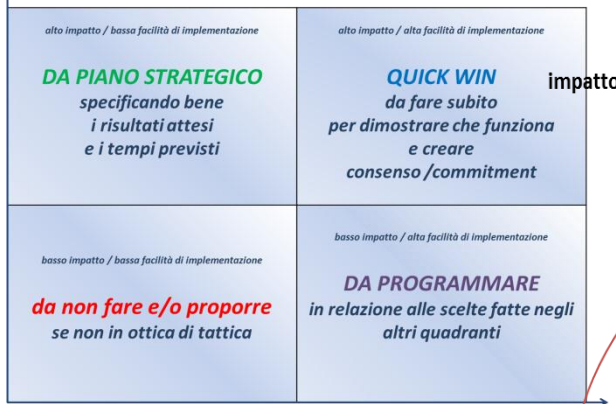 alto impatto / bassa facilità di implementazione
DA PIANO STRATEGICO
specificando bene
i risultati attesi
e i tempi previsti
alto impatto / alta facilità di implementazione
QUICK WIN
da fare subito
per dimostrare che funziona
e creare
consenso /commitment
impatto
basso impatto / bassa facilità di implementazione
da non fare e/o proporre
se non in ottica di tattica
basso impatto / alta facilità di implementazione
DA PROGRAMMARE
in relazione alle scelte fatte negli
altri quadranti